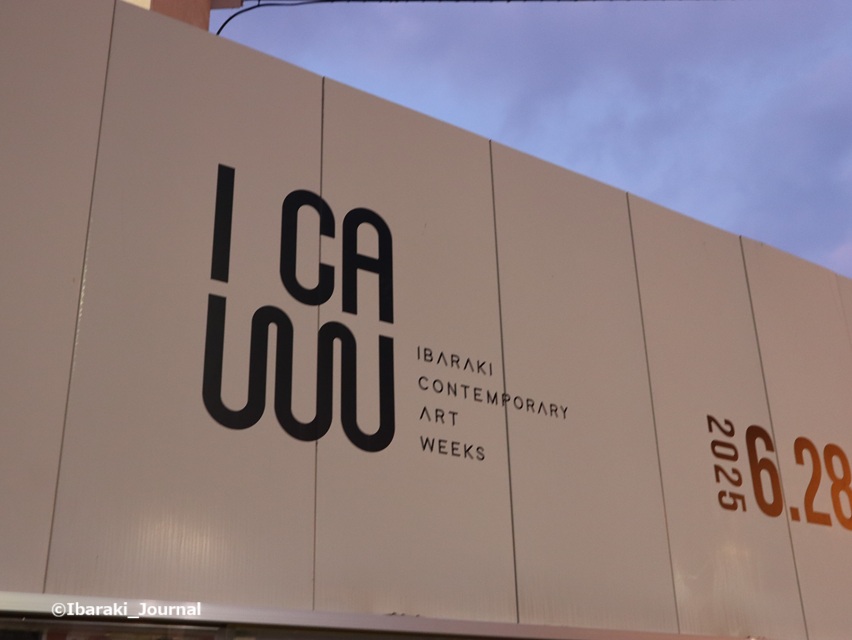 I CA
W
IBARAKI
CONTEMPORARY
ART
WEEKS
2025
6.28
©Ibaraki_Journal